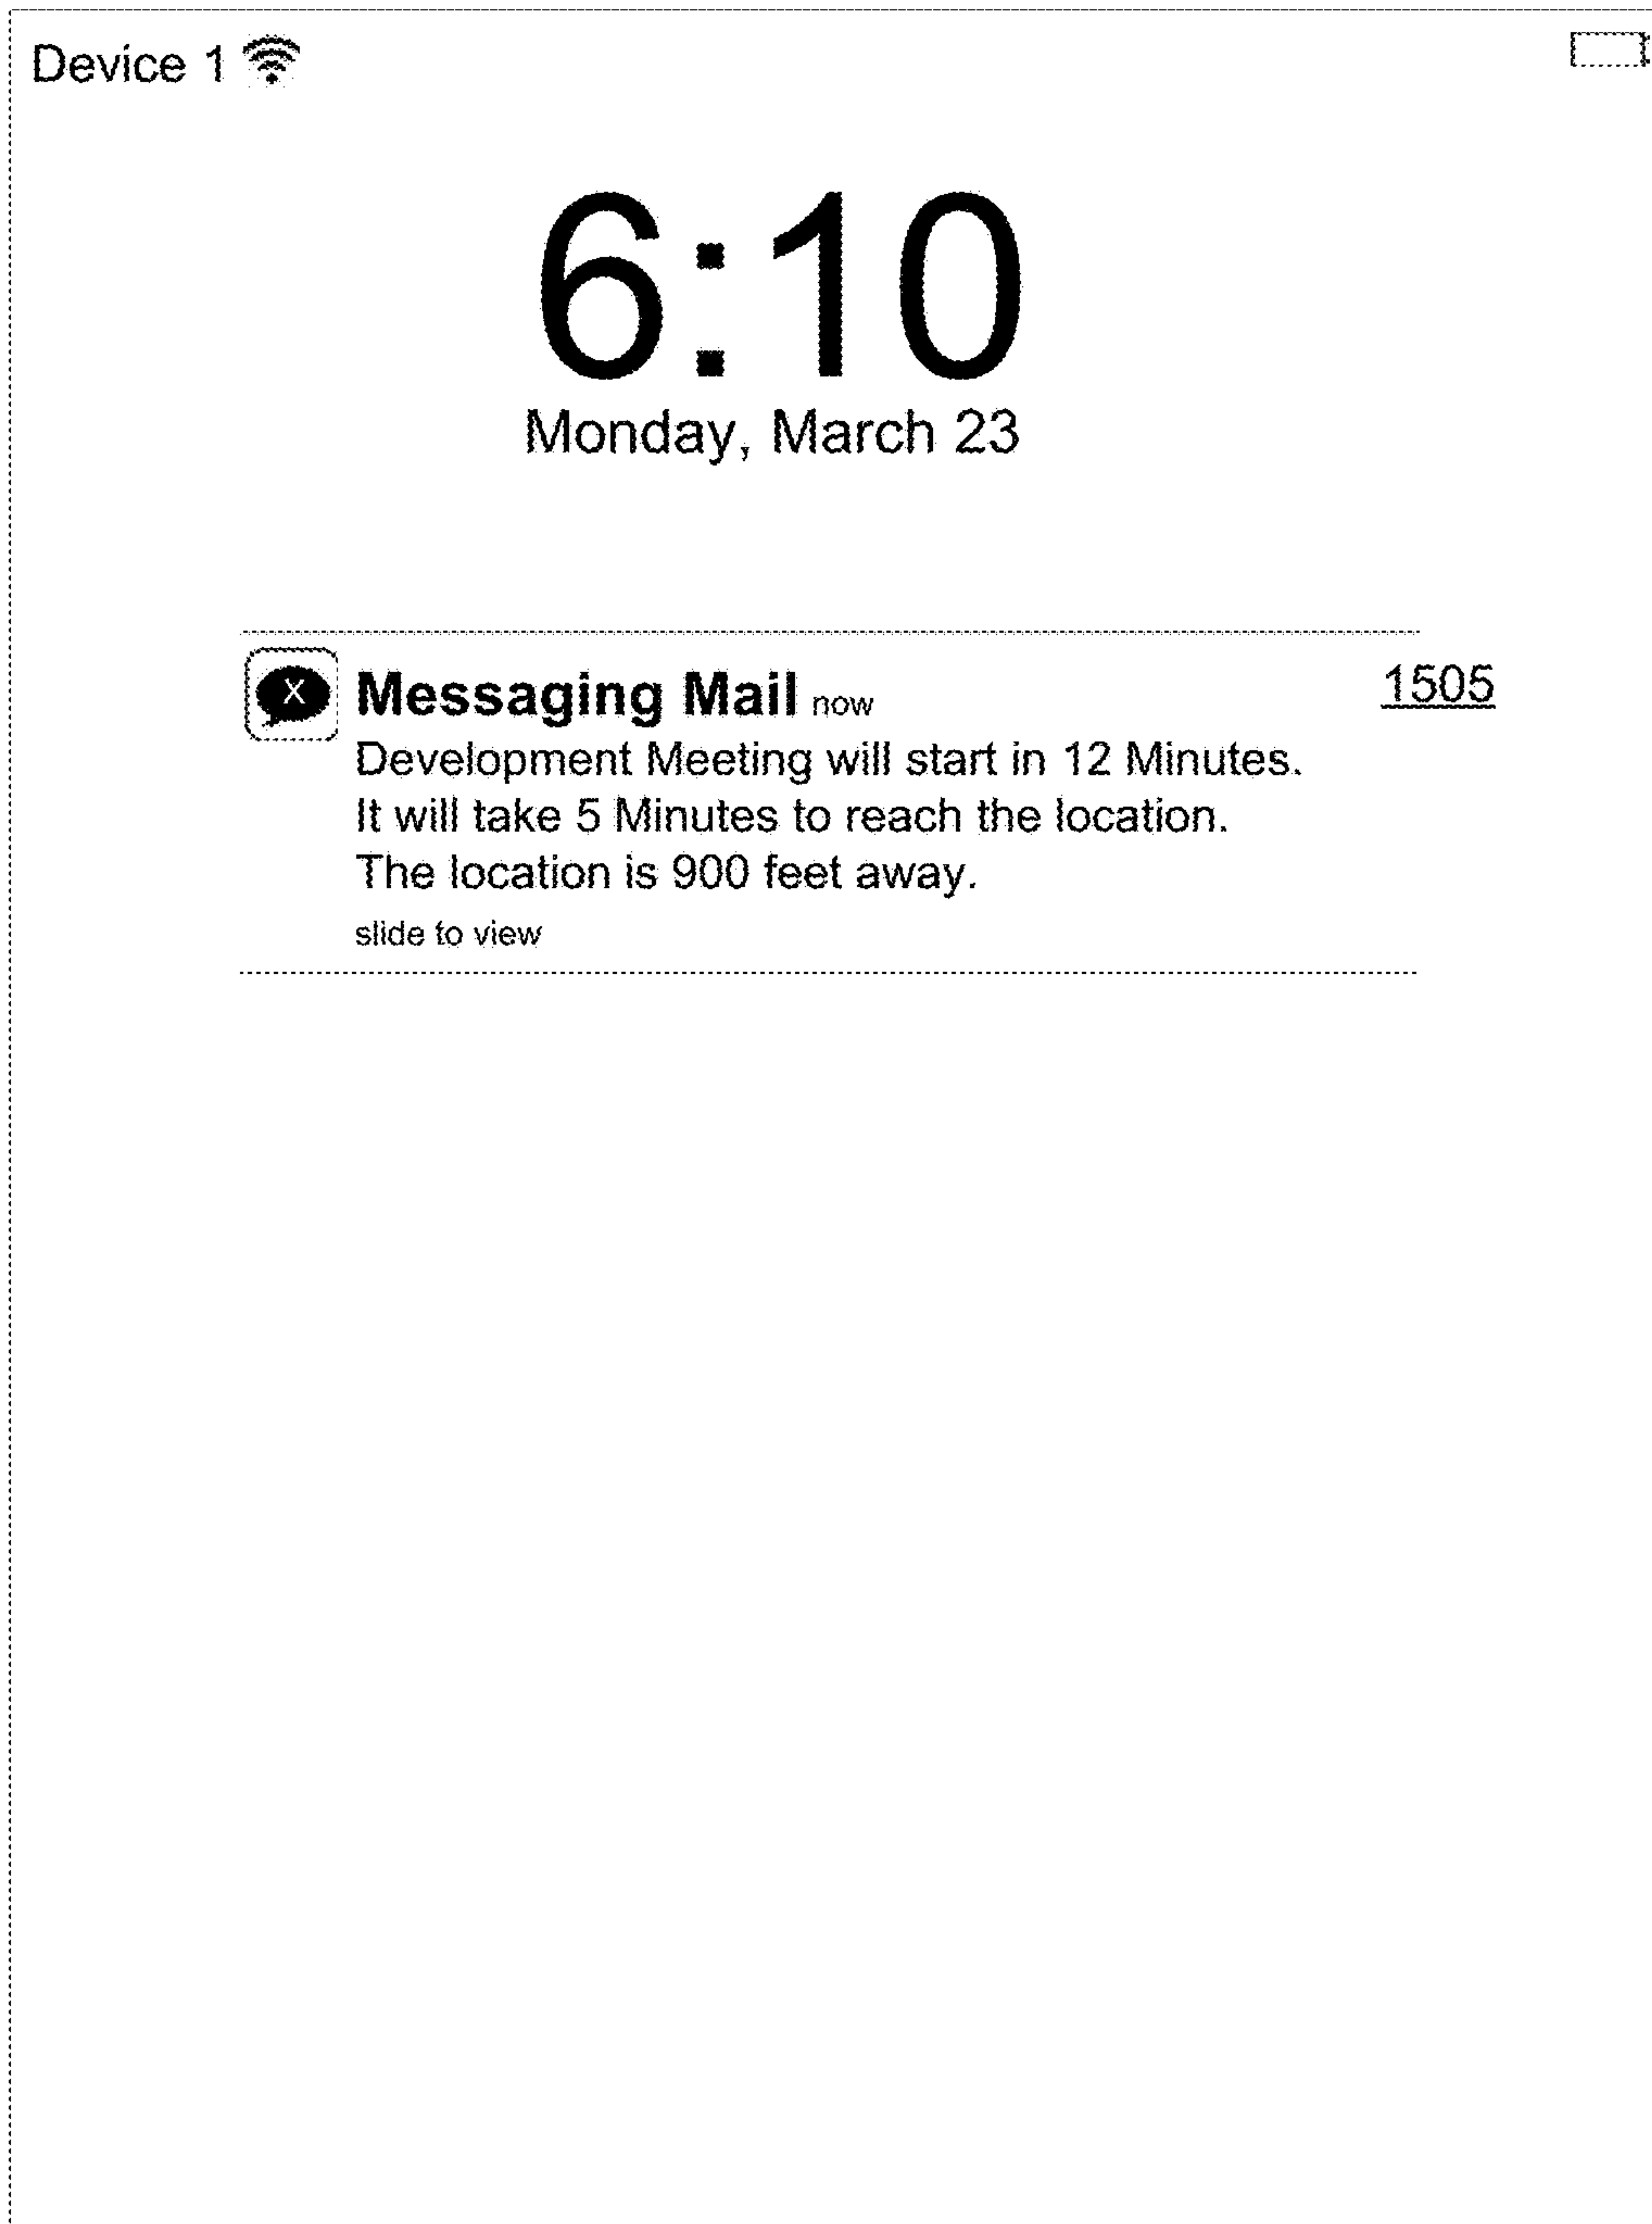 Device 1
6:10
Monday, March 23
X Messaging Mail now 1505
Development Meeting will start in 12 Minutes.
It will take 5 Minutes to reach the location.
The location is 900 feet away.
slide to view